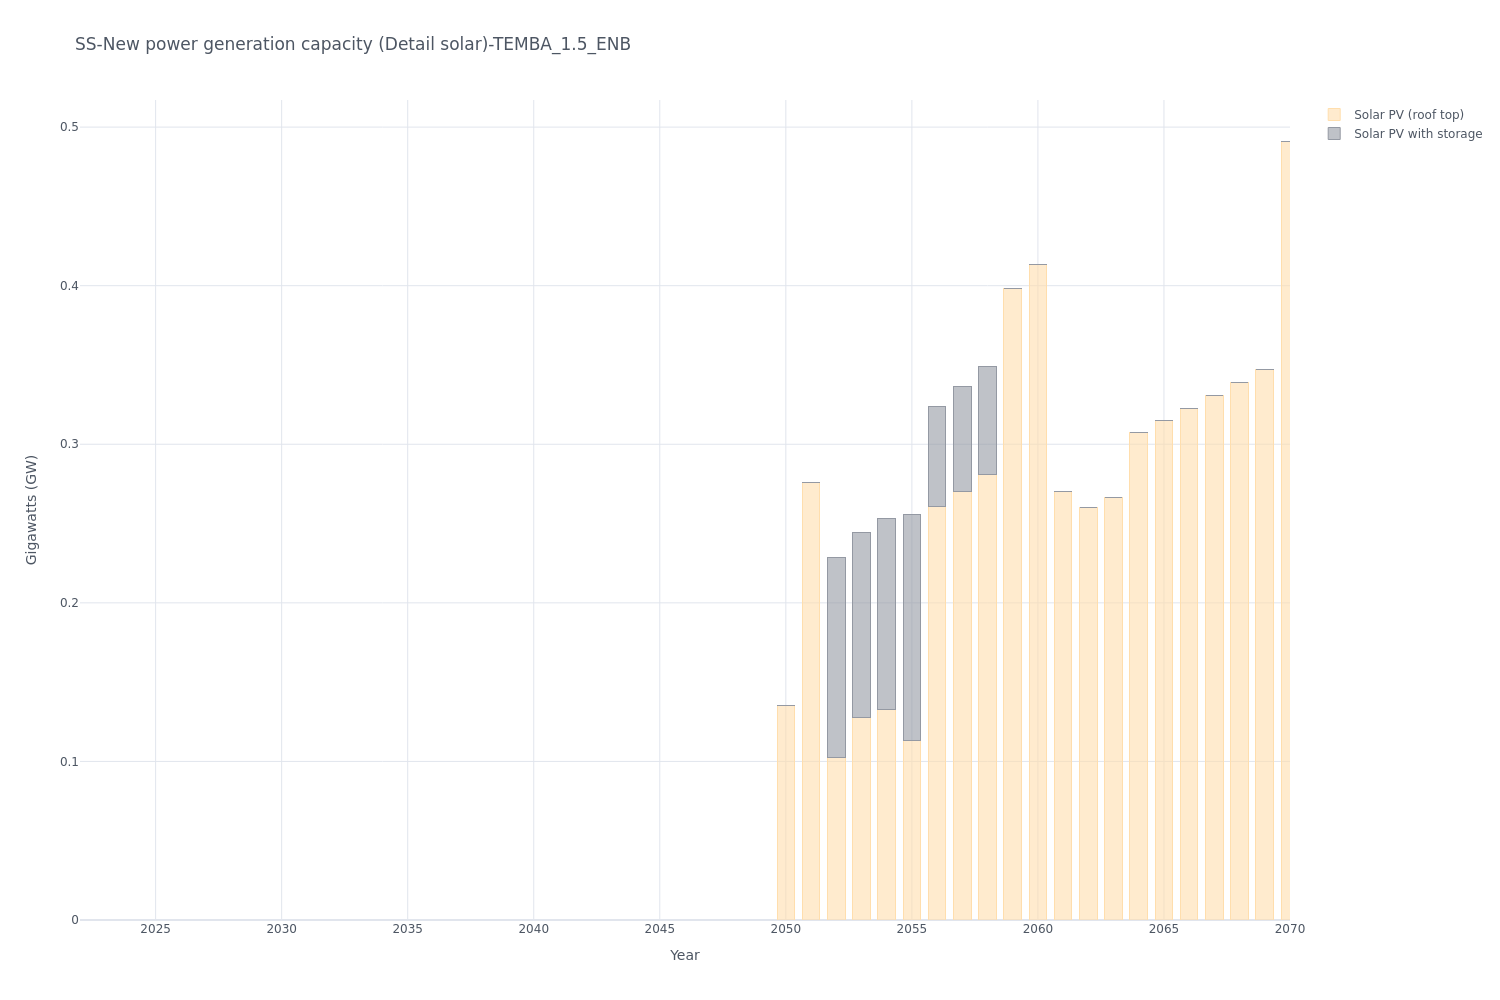 SS-New power generation capacity (Detail solar)-TEMBA_1.5_ENB
Solar PV (roof top)
Solar PV with storage
0.5
0.4
0.3
0.2
0.1
0
Gigawatts (GW)
2025 2030 2035 2040 2045 2050 2055 2060 2065 2070
Year